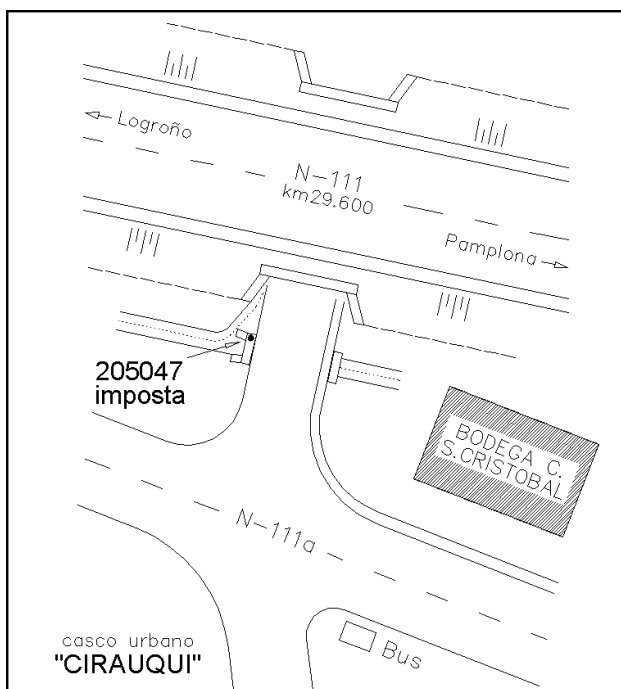 Logroño
N-111
km29.600
Pamplona
205047
imposta
BODEGA C.
S.CRISTOBAL
N-111a
casco urbano
"CIRAUQUI"
Bus